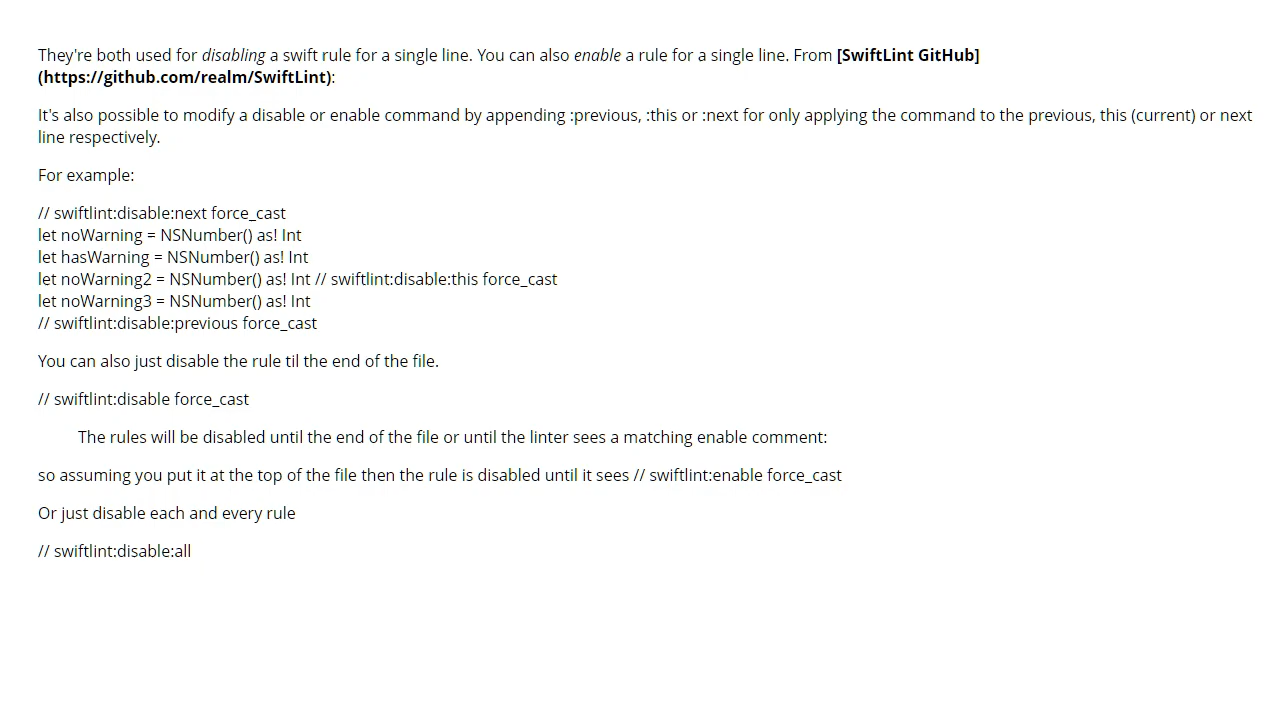 They're both used for disabling a swift rule for a single line. You can also enable a rule for a single line. From [SwiftLint GitHub]
(https://github.com/realm/SwiftLint):
It's also possible to modify a disable or enable command by appending :previous, :this or :next for only applying the command to the previous, this (current) or next
line respectively.
For example:
// swiftlint:disable:next force_cast
let noWarning = NSNumber() as! Int
let hasWarning = NSNumber() as! Int
let noWarning2 = NSNumber() as! Int // swiftlint:disable:this force_cast
let noWarning3 = NSNumber() as! Int
// swiftlint:disable:previous force_cast
You can also just disable the rule til the end of the file.
// swiftlint:disable force_cast
The rules will be disabled until the end of the file or until the linter sees a matching enable comment:
so assuming you put it at the top of the file then the rule is disabled until it sees // swiftlint:enable force_cast
Or just disable each and every rule
// swiftlint:disable:all